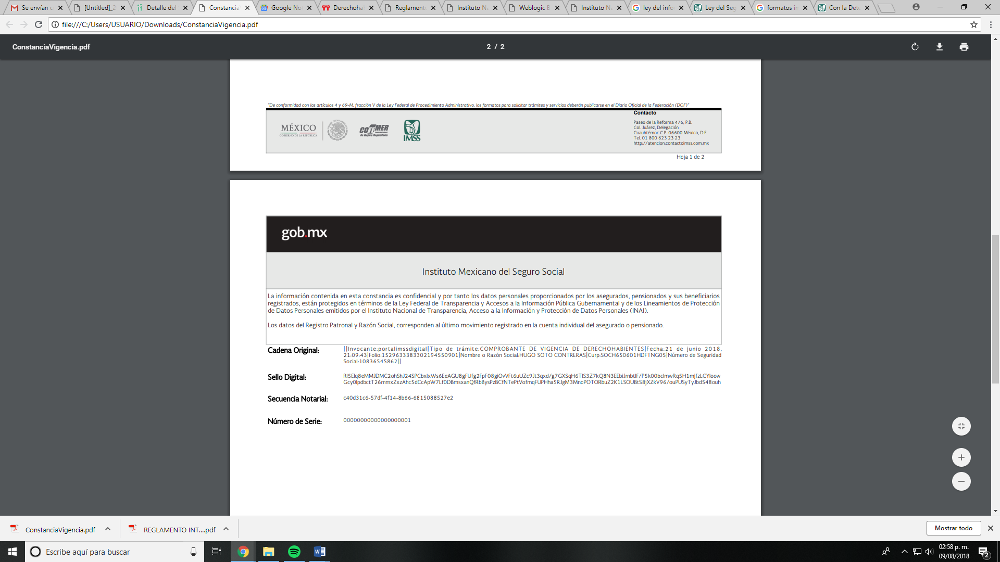 Se envían c
[Untitled]_2
Detalle del
Constancia
Google No
Derechohal
Reglament
Instituto Na
Weblogic B
Instituto Na
ley del info
Ley del Seg
formatos in
Con la Dete
file:///C:/Users/USUARIO/Downloads/ConstanciaVigencia.pdf
ConstanciaVigencia.pdf
2 / 2
"De conformidad con los artículos 4 y 69-M, fracción V de la Ley Federal de Procedimiento Administrativo, los formatos para solicitar trámites y servicios deberán publicarse en el Diario Oficial de la Federación (DOF)"
MÉXICO
GOBIERNO DE LA REPÚBLICA
COFEMER
IMSS
Contacto
Paseo de la Reforma 476, P.B.
Col. Juárez, Delegación
Cuauhtémoc C.P. 06600 México, D.F.
Tel. 01 800 623 23 23
http://atencion.contactoimss.com.mx
Hoja 1 de 2
gob.mx
Instituto Mexicano del Seguro Social
La información contenida en esta constancia es confidencial y por tanto los datos personales proporcionados por los asegurados, pensionados y sus beneficiarios
registrados, están protegidos en términos de la Ley Federal de Transparencia y Accesos a la Información Pública Gubernamental y de los Lineamientos de Protección
de Datos Personales emitidos por el Instituto Nacional de Transparencia, Acceso a la Información y Protección de Datos Personales (INAI).
Los datos del Registro Patronal y Razón Social, corresponden al último movimiento registrado en la cuenta individual del asegurado o pensionado.
Cadena Original:
||Invocante:portalimssdigital|Tipo de trámite:COMPROBANTE DE VIGENCIA DE DERECHOHABIENTES|Fecha:21 de junio 2018,
21:09:43|Folio:1529633383302194550901|Nombre o Razón Social:HUGO SOTO CONTRERAS|Curp:SOCH650601HDFTNG05|Número de Seguridad
Social:10836545862||
Sello Digital:
Secuencia Notarial:
c40d31c6-57df-4f14-8b66-6815088527e2
Número de Serie:
00000000000000000001
ConstanciaVigencia.pdf
REGLAMENTO INT....pdf
Mostrar todo
Escribe aquí para buscar
02:58 p. m.
09/08/2018
2